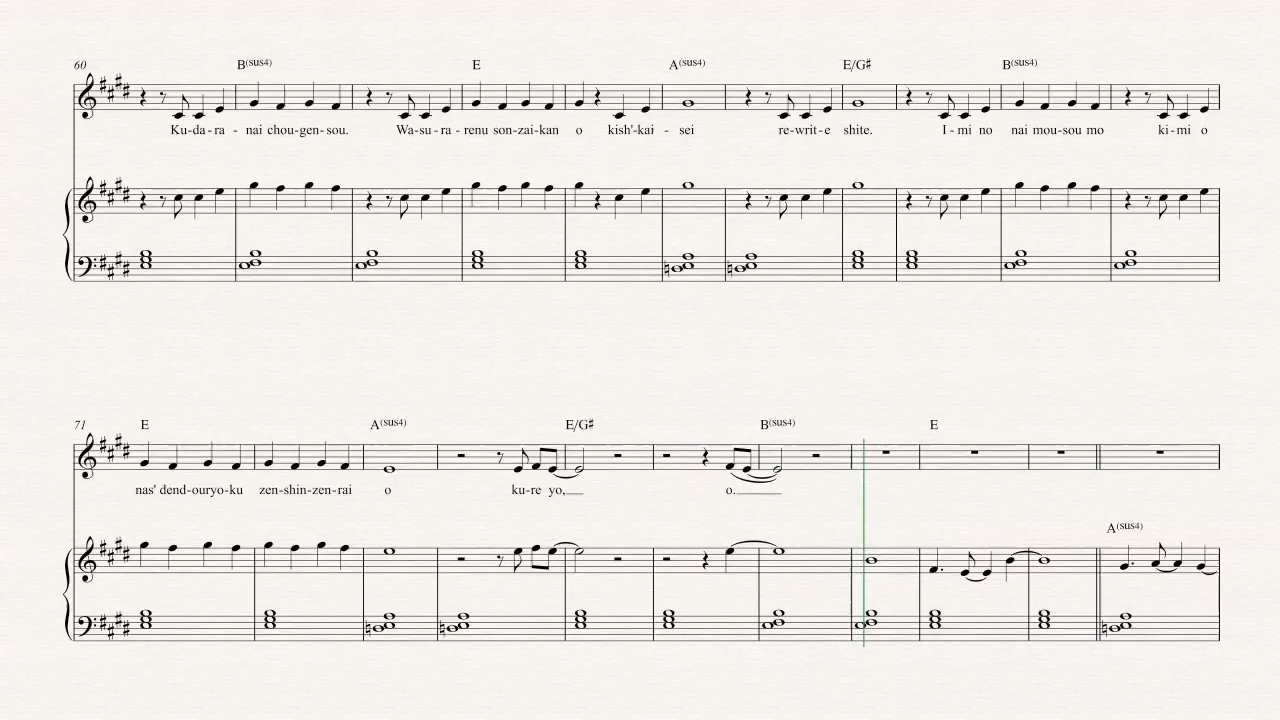 60 B(sus4) E A(sus4) E/G♯ B(sus4)
Ku-da-ra - nai chou-gen-sou. Wa-su-ra-renu son-zai-kan o kish'-kai - sei re-writ-e shite. I-mi no nai mou-sou mo ki-mi o
71 E A(sus4) E/G♯ B(sus4) E
nas' dend-ouryo-ku zen-shin-zen-rai o ku-re yo, o.
A(sus4)